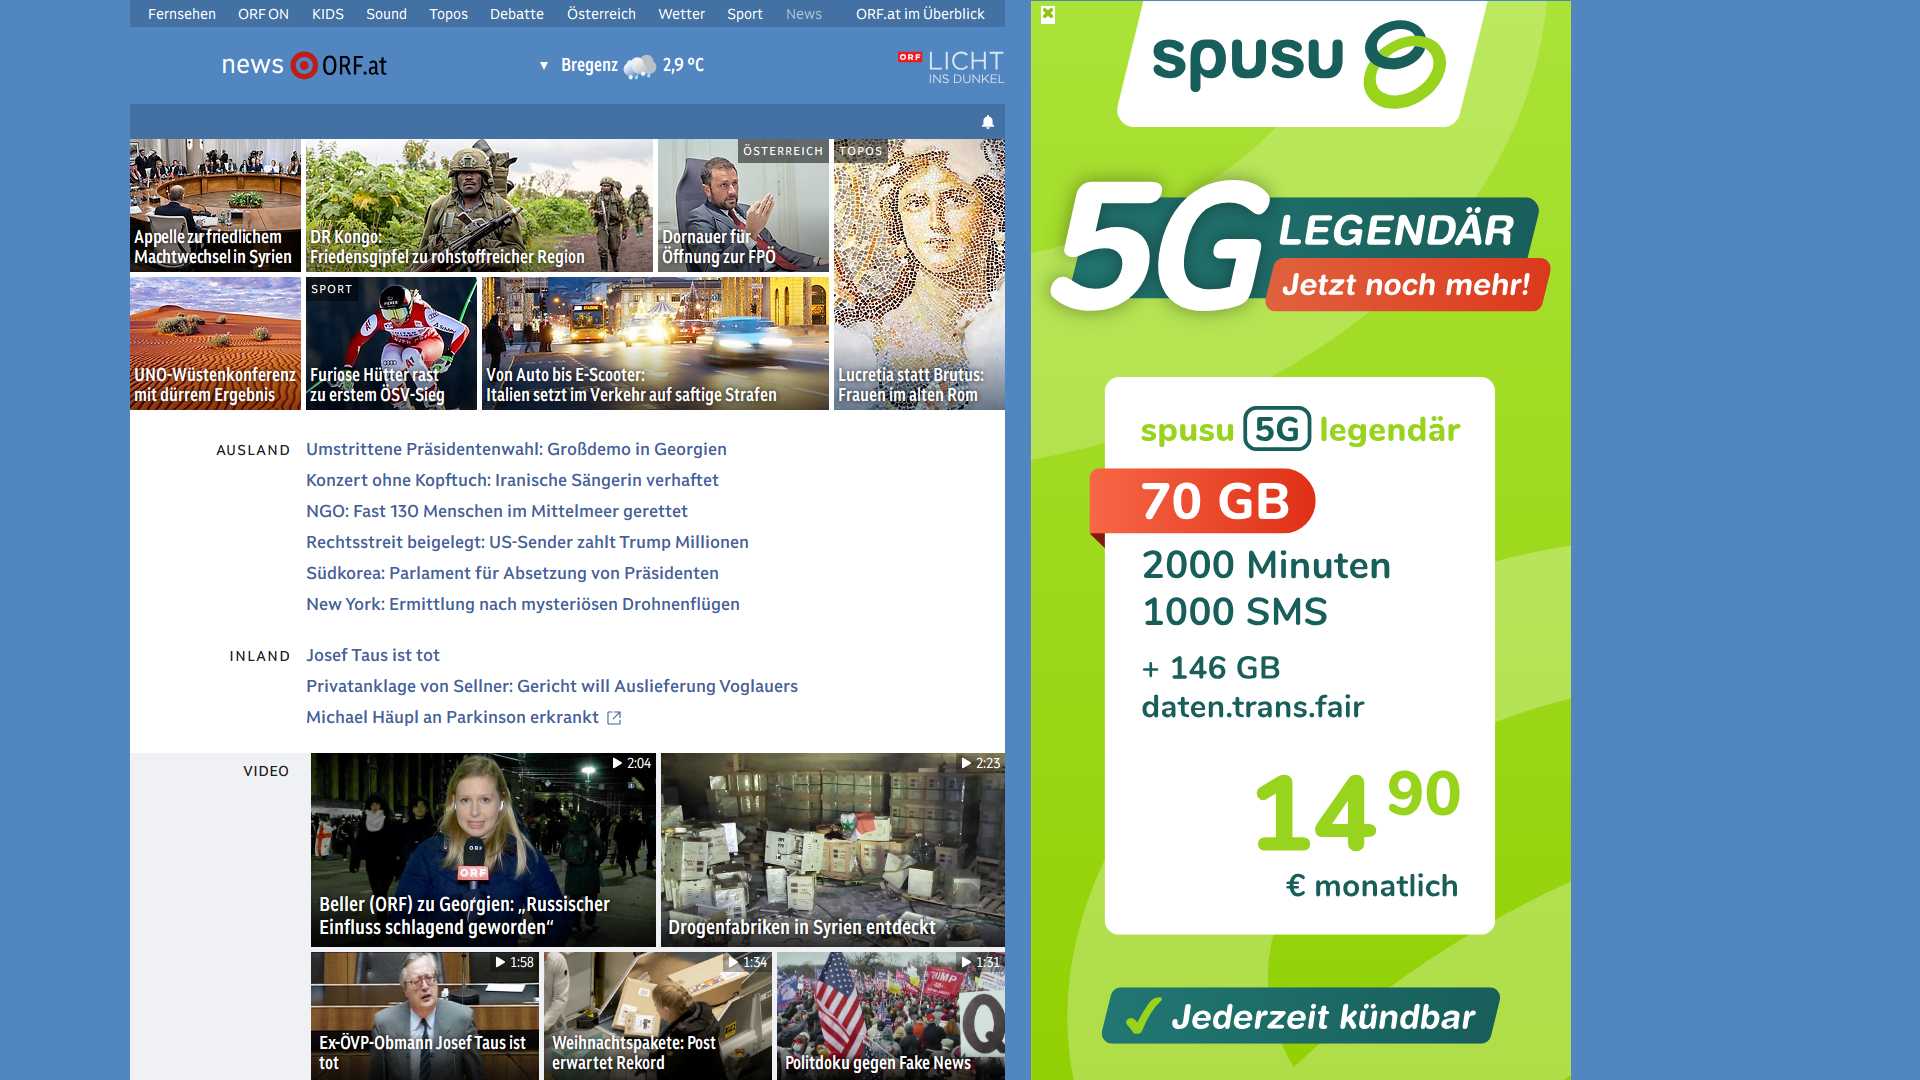 Fernsehen ORF ON KIDS Sound Topos Debatte Österreich Wetter Sport News ORF.at im Überblick
news ORF.at
Bregenz 2,9 °C
ORF LICHT
INS DUNKEL
Appelle zu friedlichem
Machtwechsel in Syrien
DR Kongo:
Friedensgipfel zu rohstoffreicher Region
ÖSTERREICH
Dornauer für
Öffnung zur FPÖ
TOPOS
Lucretia statt Brutus:
Frauen im alten Rom
UNO-Wüstenkonferenz
mit dürrem Ergebnis
SPORT
Furiose Hütter rast
zu erstem ÖSV-Sieg
Von Auto bis E-Scooter:
Italien setzt im Verkehr auf saftige Strafen
AUSLAND
Umstrittene Präsidentenwahl: Großdemo in Georgien
Konzert ohne Kopftuch: Iranische Sängerin verhaftet
NGO: Fast 130 Menschen im Mittelmeer gerettet
Rechtsstreit beigelegt: US-Sender zahlt Trump Millionen
Südkorea: Parlament für Absetzung von Präsidenten
New York: Ermittlung nach mysteriösen Drohnenflügen
INLAND
Josef Taus ist tot
Privatanklage von Sellner: Gericht will Auslieferung Voglauers
Michael Häupl an Parkinson erkrankt
VIDEO
2:04
ORF
ORF
Beller (ORF) zu Georgien: „Russischer
Einfluss schlagend geworden“
2:23
Drogenfabriken in Syrien entdeckt
1:58
Ex-ÖVP-Obmann Josef Taus ist
tot
1:34
Weihnachtspakete: Post
erwartet Rekord
1:31
TRUMP
Q
Politdoku gegen Fake News
spusu
5G LEGENDÄR
Jetzt noch mehr!
spusu 5G legendär
70 GB
2000 Minuten
1000 SMS
+ 146 GB
daten.trans.fair
14 90
€ monatlich
Jederzeit kündbar